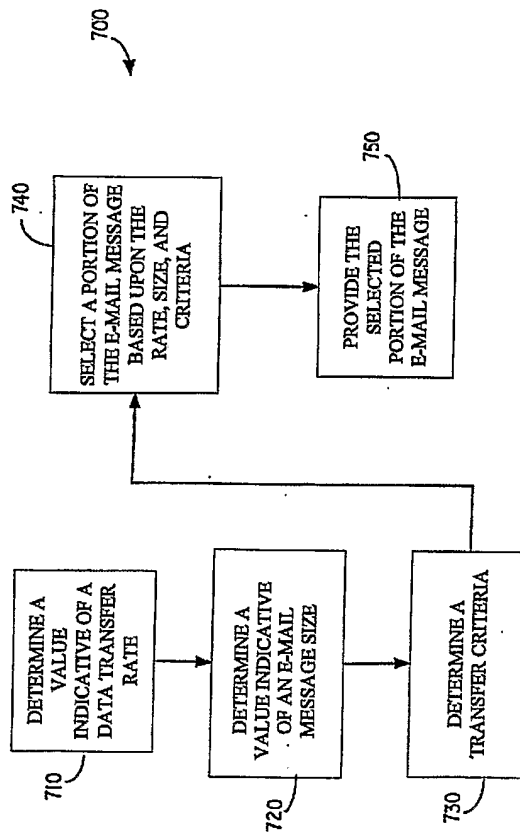 700
DETERMINE A
VALUE
INDICATIVE OF A
DATA TRANSFER
RATE
710
DETERMINE A
VALUE INDICATIVE
OF AN E-MAIL
MESSAGE SIZE
720
DETERMINE A
TRANSFER CRITERIA
730
740
SELECT A PORTION OF
THE E-MAIL MESSAGE
BASED UPON THE
RATE, SIZE, AND
CRITERIA
750
PROVIDE THE
SELECTED
PORTION OF THE
E-MAIL MESSAGE